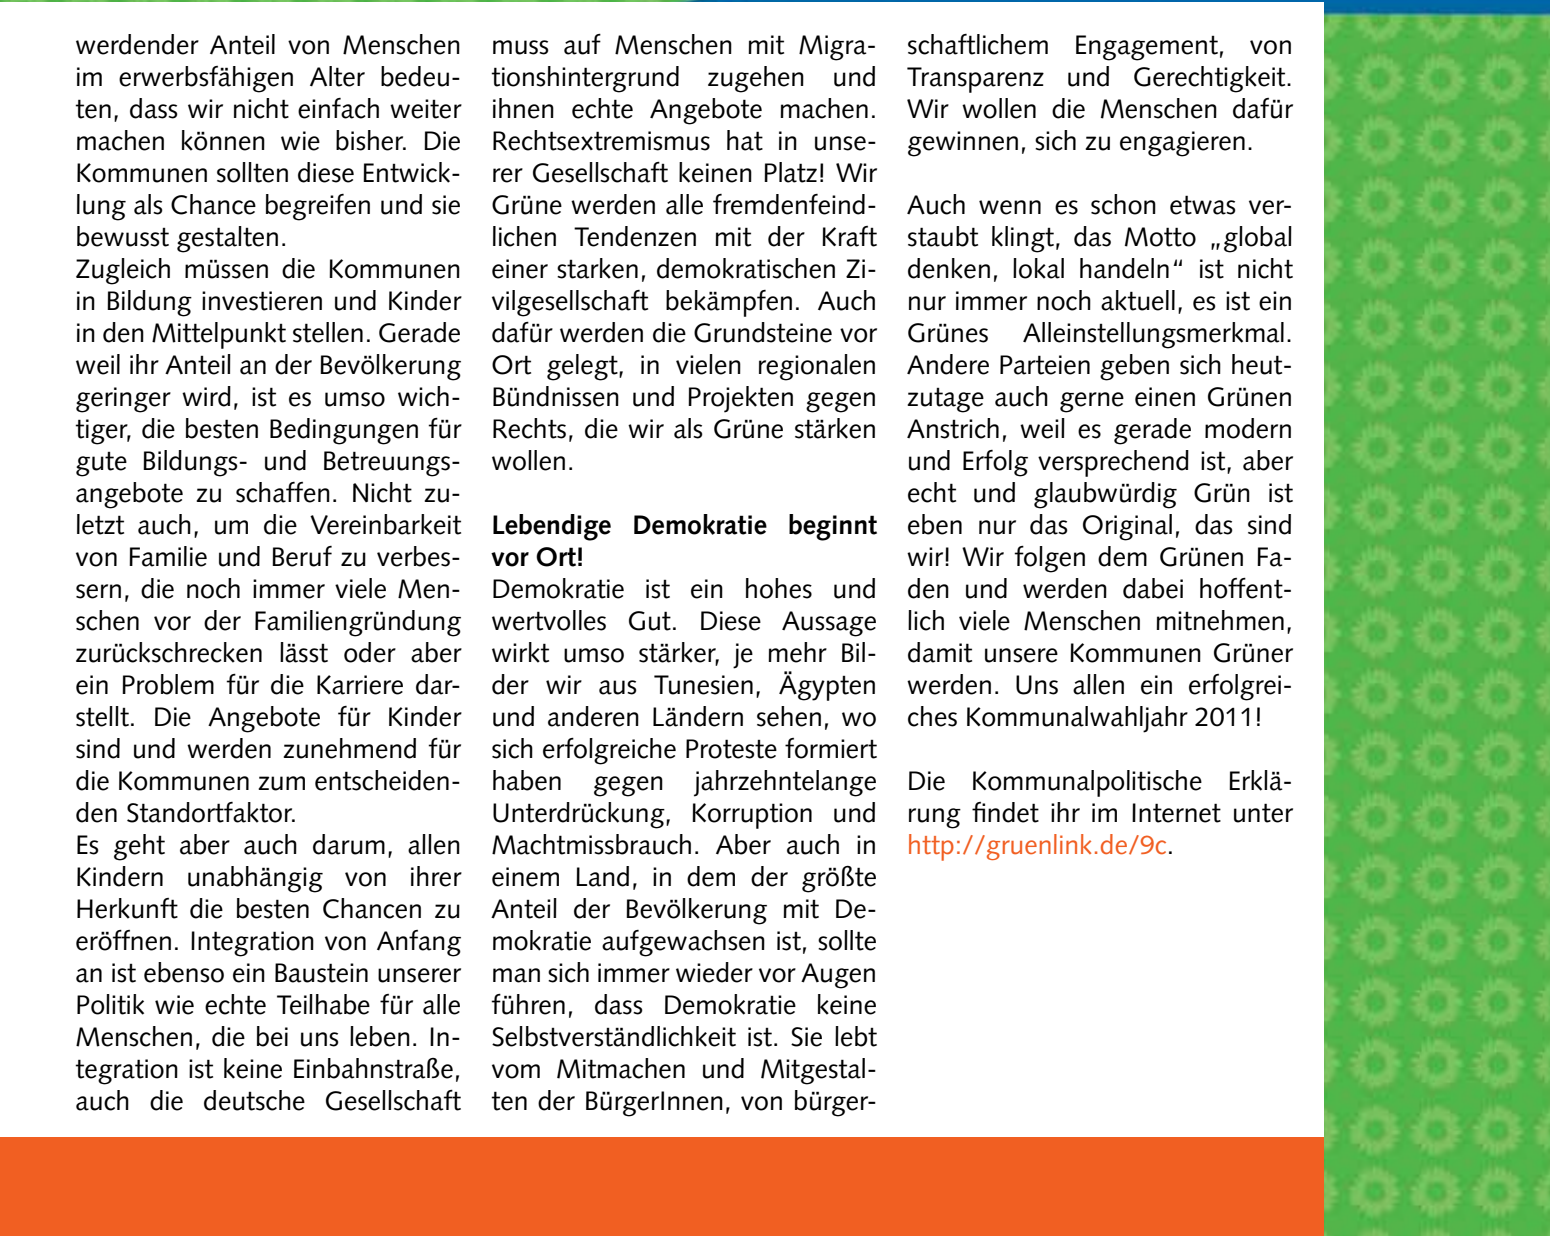 werdender Anteil von Menschen
im erwerbsfähigen Alter bedeu-
ten, dass wir nicht einfach weiter
machen können wie bisher. Die
Kommunen sollten diese Entwick-
lung als Chance begreifen und sie
bewusst gestalten.
Zugleich müssen die Kommunen
in Bildung investieren und Kinder
in den Mittelpunkt stellen. Gerade
weil ihr Anteil an der Bevölkerung
geringer wird, ist es umso wich-
tiger, die besten Bedingungen für
gute Bildungs- und Betreuungs-
angebote zu schaffen. Nicht zu-
letzt auch, um die Vereinbarkeit
von Familie und Beruf zu verbes-
sern, die noch immer viele Men-
schen vor der Familiengründung
zurückschrecken lässt oder aber
ein Problem für die Karriere dar-
stellt. Die Angebote für Kinder
sind und werden zunehmend für
die Kommunen zum entscheiden-
den Standortfaktor.
Es geht aber auch darum, allen
Kindern unabhängig von ihrer
Herkunft die besten Chancen zu
eröffnen. Integration von Anfang
an ist ebenso ein Baustein unserer
Politik wie echte Teilhabe für alle
Menschen, die bei uns leben. In-
tegration ist keine Einbahnstraße,
auch die deutsche Gesellschaft
muss auf Menschen mit Migra-
tionshintergrund zugehen und
ihnen echte Angebote machen.
Rechtsextremismus hat in unse-
rer Gesellschaft keinen Platz! Wir
Grüne werden alle fremdenfeind-
lichen Tendenzen mit der Kraft
einer starken, demokratischen Zi-
vilgesellschaft bekämpfen. Auch
dafür werden die Grundsteine vor
Ort gelegt, in vielen regionalen
Bündnissen und Projekten gegen
Rechts, die wir als Grüne stärken
wollen.
Lebendige Demokratie beginnt
vor Ort!
Demokratie ist ein hohes und
wertvolles Gut. Diese Aussage
wirkt umso stärker, je mehr Bil-
der wir aus Tunesien, Ägypten
und anderen Ländern sehen, wo
sich erfolgreiche Proteste formiert
haben gegen jahrzehntelange
Unterdrückung, Korruption und
Machtmissbrauch. Aber auch in
einem Land, in dem der größte
Anteil der Bevölkerung mit De-
mokratie aufgewachsen ist, sollte
man sich immer wieder vor Augen
führen, dass Demokratie keine
Selbstverständlichkeit ist. Sie lebt
vom Mitmachen und Mitgestal-
ten der BürgerInnen, von bürger-
schaftlichem Engagement, von
Transparenz und Gerechtigkeit.
Wir wollen die Menschen dafür
gewinnen, sich zu engagieren.
Auch wenn es schon etwas ver-
staubt klingt, das Motto „global
denken, lokal handeln“ ist nicht
nur immer noch aktuell, es ist ein
Grünes Alleinstellungsmerkmal.
Andere Parteien geben sich heut-
zutage auch gerne einen Grünen
Anstrich, weil es gerade modern
und Erfolg versprechend ist, aber
echt und glaubwürdig Grün ist
eben nur das Original, das sind
wir! Wir folgen dem Grünen Fa-
den und werden dabei hoffent-
lich viele Menschen mitnehmen,
damit unsere Kommunen Grüner
werden. Uns allen ein erfolgrei-
ches Kommunalwahljahr 2011!
Die Kommunalpolitische Erklä-
rung findet ihr im Internet unter
http://gruenlink.de/9c.